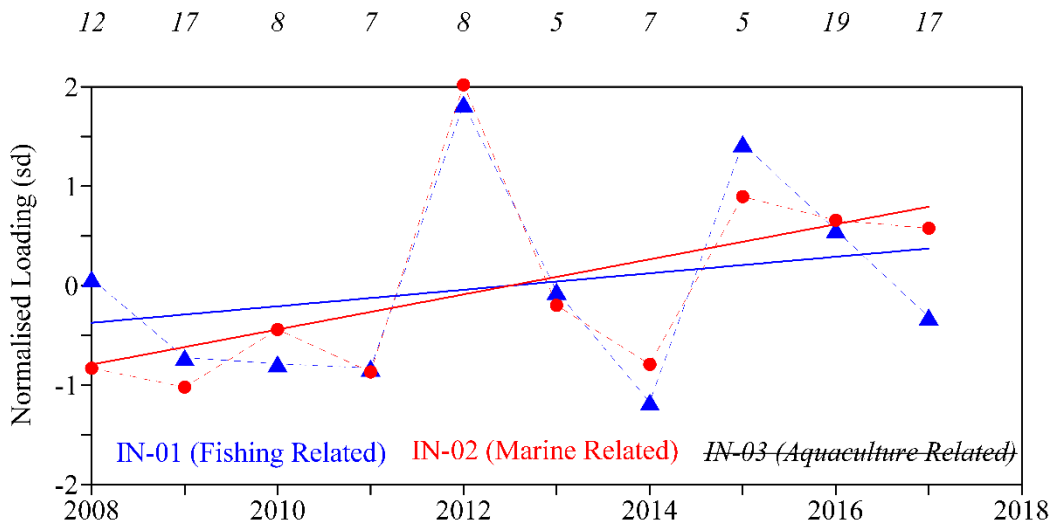 12 17 8 7 8 5 7 5 19 17
2
1
0
-1
-2
Normalised Loading (sd)
IN-01 (Fishing Related) IN-02 (Marine Related) IN-03 (Aquaculture Related)
2008 2010 2012 2014 2016 2018